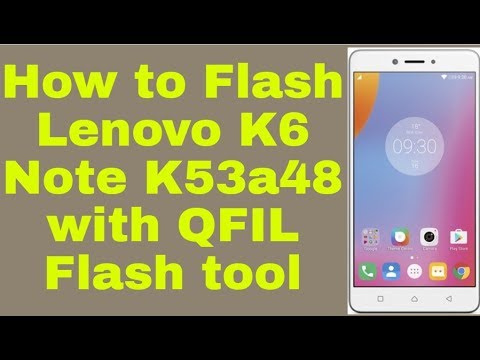 How to Flash
Lenovo K6
Note K53a48
with QFIL
Flash tool
09:30